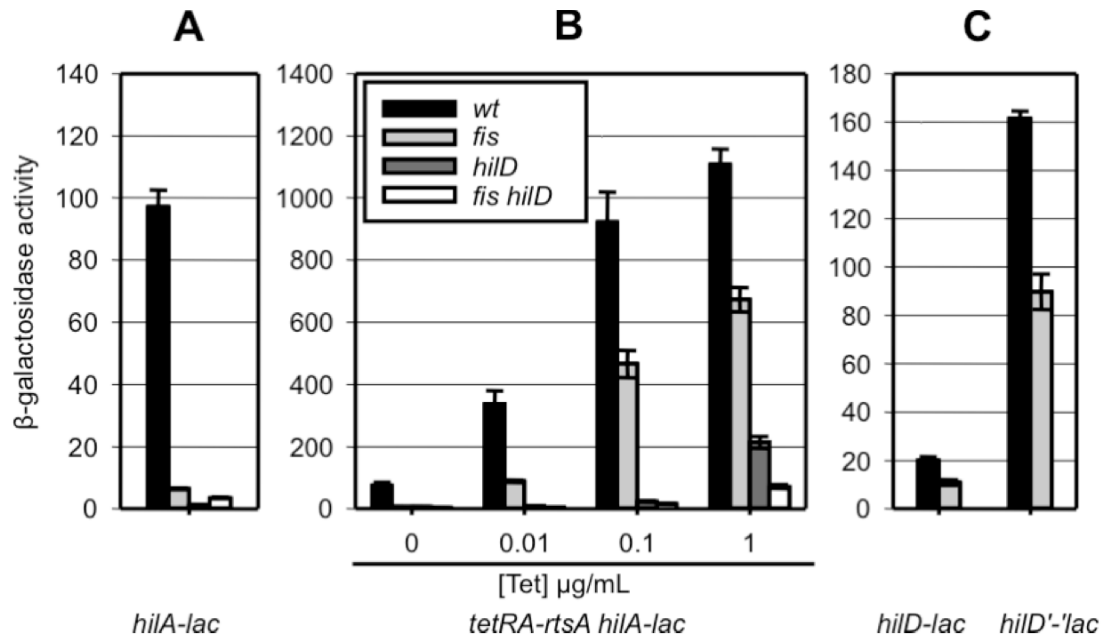 A B C
β-galactosidase activity
140
120
100
80
60
40
20
0
1400
1200
1000
800
600
400
200
0
wt
fis
hilD
fis hilD
180
160
140
120
100
80
60
40
20
0
0 0.01 0.1 1
[Tet] μg/mL
hilA-lac tetRA-rtsA hilA-lac hilD-lac hilD'-'lac